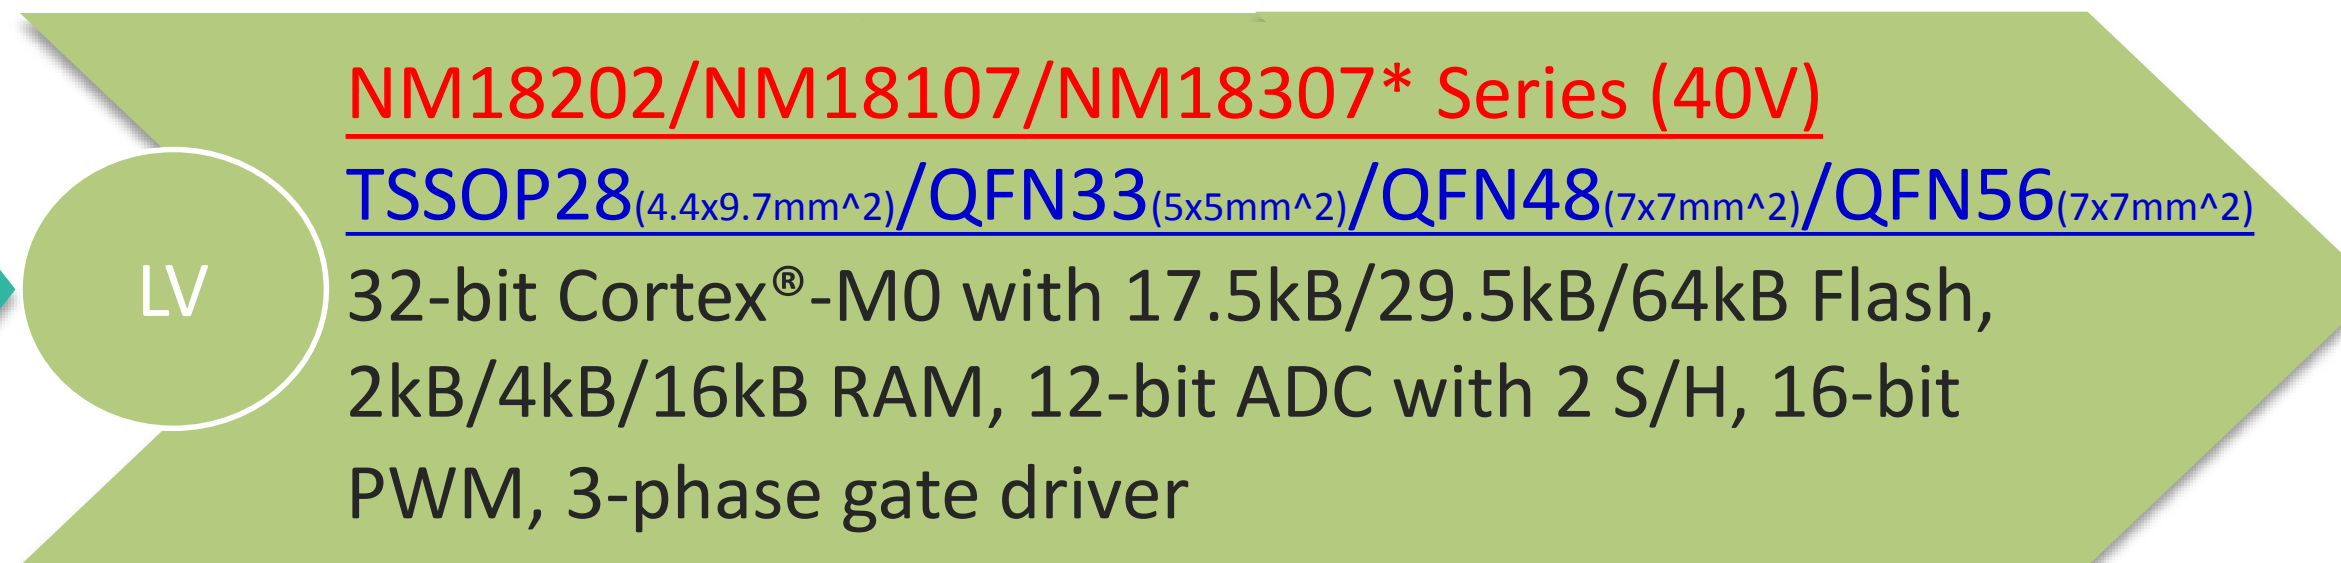 NM18202/NM18107/NM18307* Series (40V)
TSSOP28(4.4x9.7mm^2)/QFN33(5x5mm^2)/QFN48(7x7mm^2)/QFN56(7x7mm^2)
LV
32-bit Cortex®-M0 with 17.5kB/29.5kB/64kB Flash,
2kB/4kB/16kB RAM, 12-bit ADC with 2 S/H, 16-bit
PWM, 3-phase gate driver